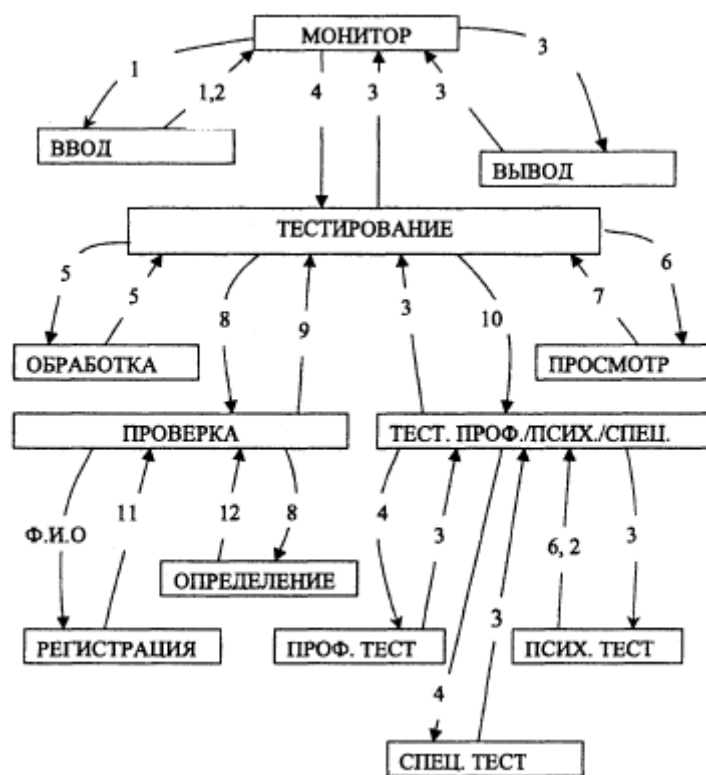 МОНИТОР
1
1,2
4
3
3
3
ВВОД
ВЫВОД
ТЕСТИРОВАНИЕ
5
5
8
9
3
10
7
6
ОБРАБОТКА
ПРОСМОТР
ПРОВЕРКА
ТЕСТ. ПРОФ./ПСИХ./СПЕЦ.
Ф.И.О
11
12
8
4
3
6, 2
3
ОПРЕДЕЛЕНИЕ
РЕГИСТРАЦИЯ
ПРОФ. ТЕСТ
3
ПСИХ. ТЕСТ
4
СПЕЦ. ТЕСТ